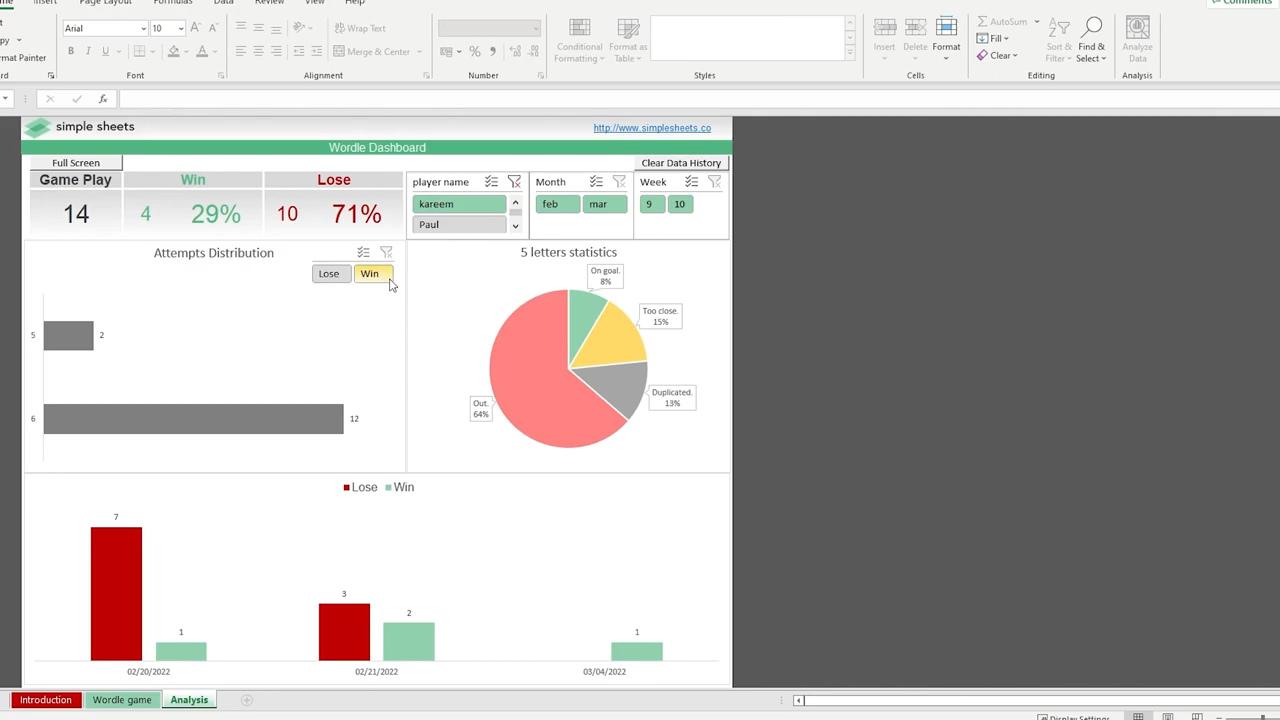 Insert Page Layout Formulas Data Review View Help
Comments
Arial 10
Wrap Text
Merge & Center
Conditional Formatting
Format as Table
Insert Delete Format
AutoSum
Fill
Clear
Sort & Filter
Find & Select
Analyze Data
B I U
Format Painter
Font Alignment Number Styles Cells Editing Analysis
fx
simple sheets
http://www.simplesheets.co
Wordle Dashboard
Full Screen
Clear Data History
Game Play Win Lose
14 4 29% 10 71%
player name
kareem
Paul
Month
feb mar
Week
9 10
Attempts Distribution
Lose Win
5 2
6 12
5 letters statistics
On goal.
8%
Too close.
15%
Duplicated.
13%
Out.
64%
Lose Win
7
1
3
2
1
02/20/2022 02/21/2022 03/04/2022
Introduction Wordle game Analysis
Display Settings